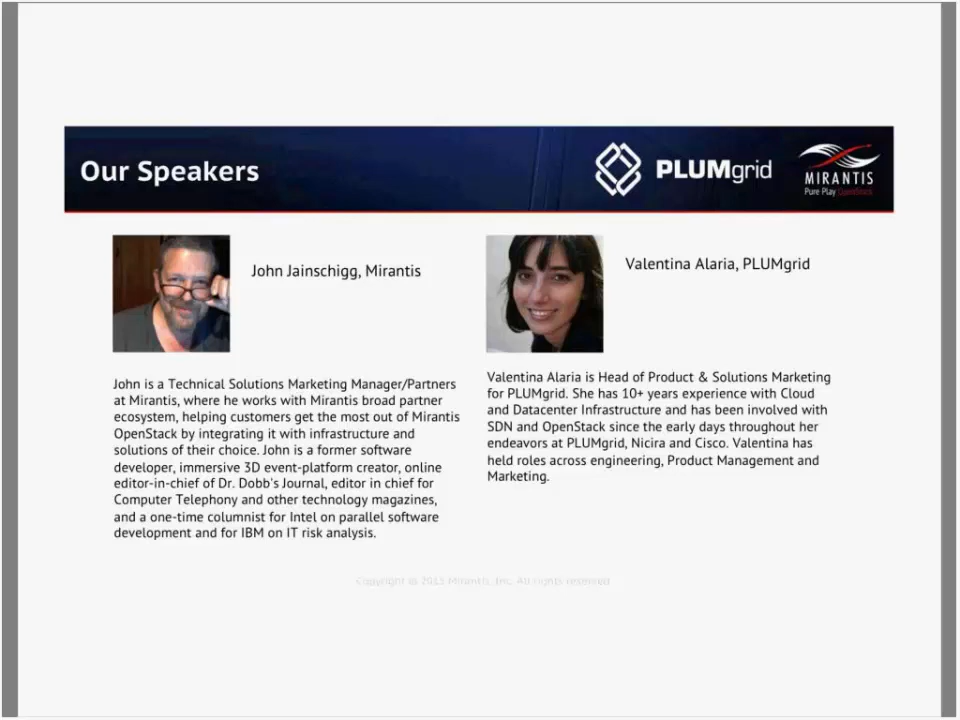 Our Speakers
PLUMgrid
MIRANTIS
Pure Play OpenStack
John Jainschigg, Mirantis
John is a Technical Solutions Marketing Manager/Partners
at Mirantis, where he works with Mirantis broad partner
ecosystem, helping customers get the most out of Mirantis
OpenStack by integrating it with infrastructure and
solutions of their choice. John is a former software
developer, immersive 3D event-platform creator, online
editor-in-chief of Dr. Dobb's Journal, editor in chief for
Computer Telephony and other technology magazines,
and a one-time columnist for Intel on parallel software
development and for IBM on IT risk analysis.
Valentina Alaria, PLUMgrid
Valentina Alaria is Head of Product & Solutions Marketing
for PLUMgrid. She has 10+ years experience with Cloud
and Datacenter Infrastructure and has been involved with
SDN and OpenStack since the early days throughout her
endeavors at PLUMgrid, Nicira and Cisco. Valentina has
held roles across engineering, Product Management and
Marketing.
Copyright © 2015 Mirantis, Inc. All rights reserved